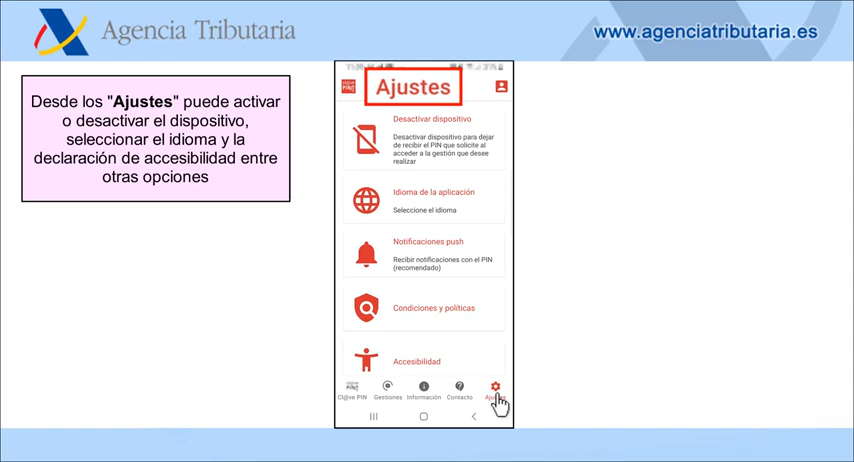 Agencia Tributaria
www.agenciatributaria.es
Desde los "Ajustes" puede activar
o desactivar el dispositivo,
seleccionar el idioma y la
declaración de accesibilidad entre
otras opciones
Ajustes
Desactivar dispositivo
Desactivar dispositivo para dejar
de recibir el PIN que solicite al
acceder a la gestión que desee
realizar
Idioma de la aplicación
Seleccione el idioma
Notificaciones push
Recibir notificaciones con el PIN
(recomendado)
Condiciones y políticas
Accesibilidad
Cl@ve PIN
Gestiones
Información
Contacto